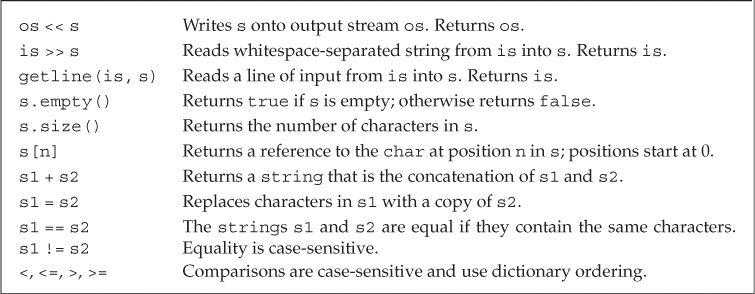 os << s Writes s onto output stream os. Returns os.
is >> s Reads whitespace-separated string from is into s. Returns is.
getline(is, s) Reads a line of input from is into s. Returns is.
s.empty() Returns true if s is empty; otherwise returns false.
s.size() Returns the number of characters in s.
s[n] Returns a reference to the char at position n in s; positions start at 0.
s1 + s2 Returns a string that is the concatenation of s1 and s2.
s1 = s2 Replaces characters in s1 with a copy of s2.
s1 == s2 The strings s1 and s2 are equal if they contain the same characters.
s1 != s2 Equality is case-sensitive.
<, <=, >, >= Comparisons are case-sensitive and use dictionary ordering.